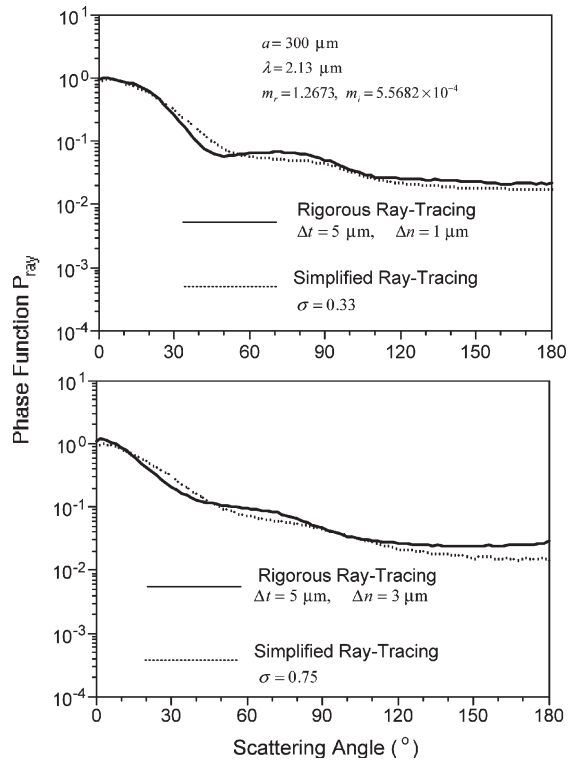 a = 300 μm
λ = 2.13 μm
m_r = 1.2673, m_i = 5.5682×10^-4
10^1
10^0
10^-1
10^-2
10^-3
10^-4
Rigorous Ray-Tracing
Δt = 5 μm, Δn = 1 μm
Simplified Ray-Tracing
σ = 0.33
0 30 60 90 120 150 180
Phase Function P_ray
10^1
10^0
10^-1
10^-2
10^-3
10^-4
Rigorous Ray-Tracing
Δt = 5 μm, Δn = 3 μm
Simplified Ray-Tracing
σ = 0.75
0 30 60 90 120 150 180
Scattering Angle (°)